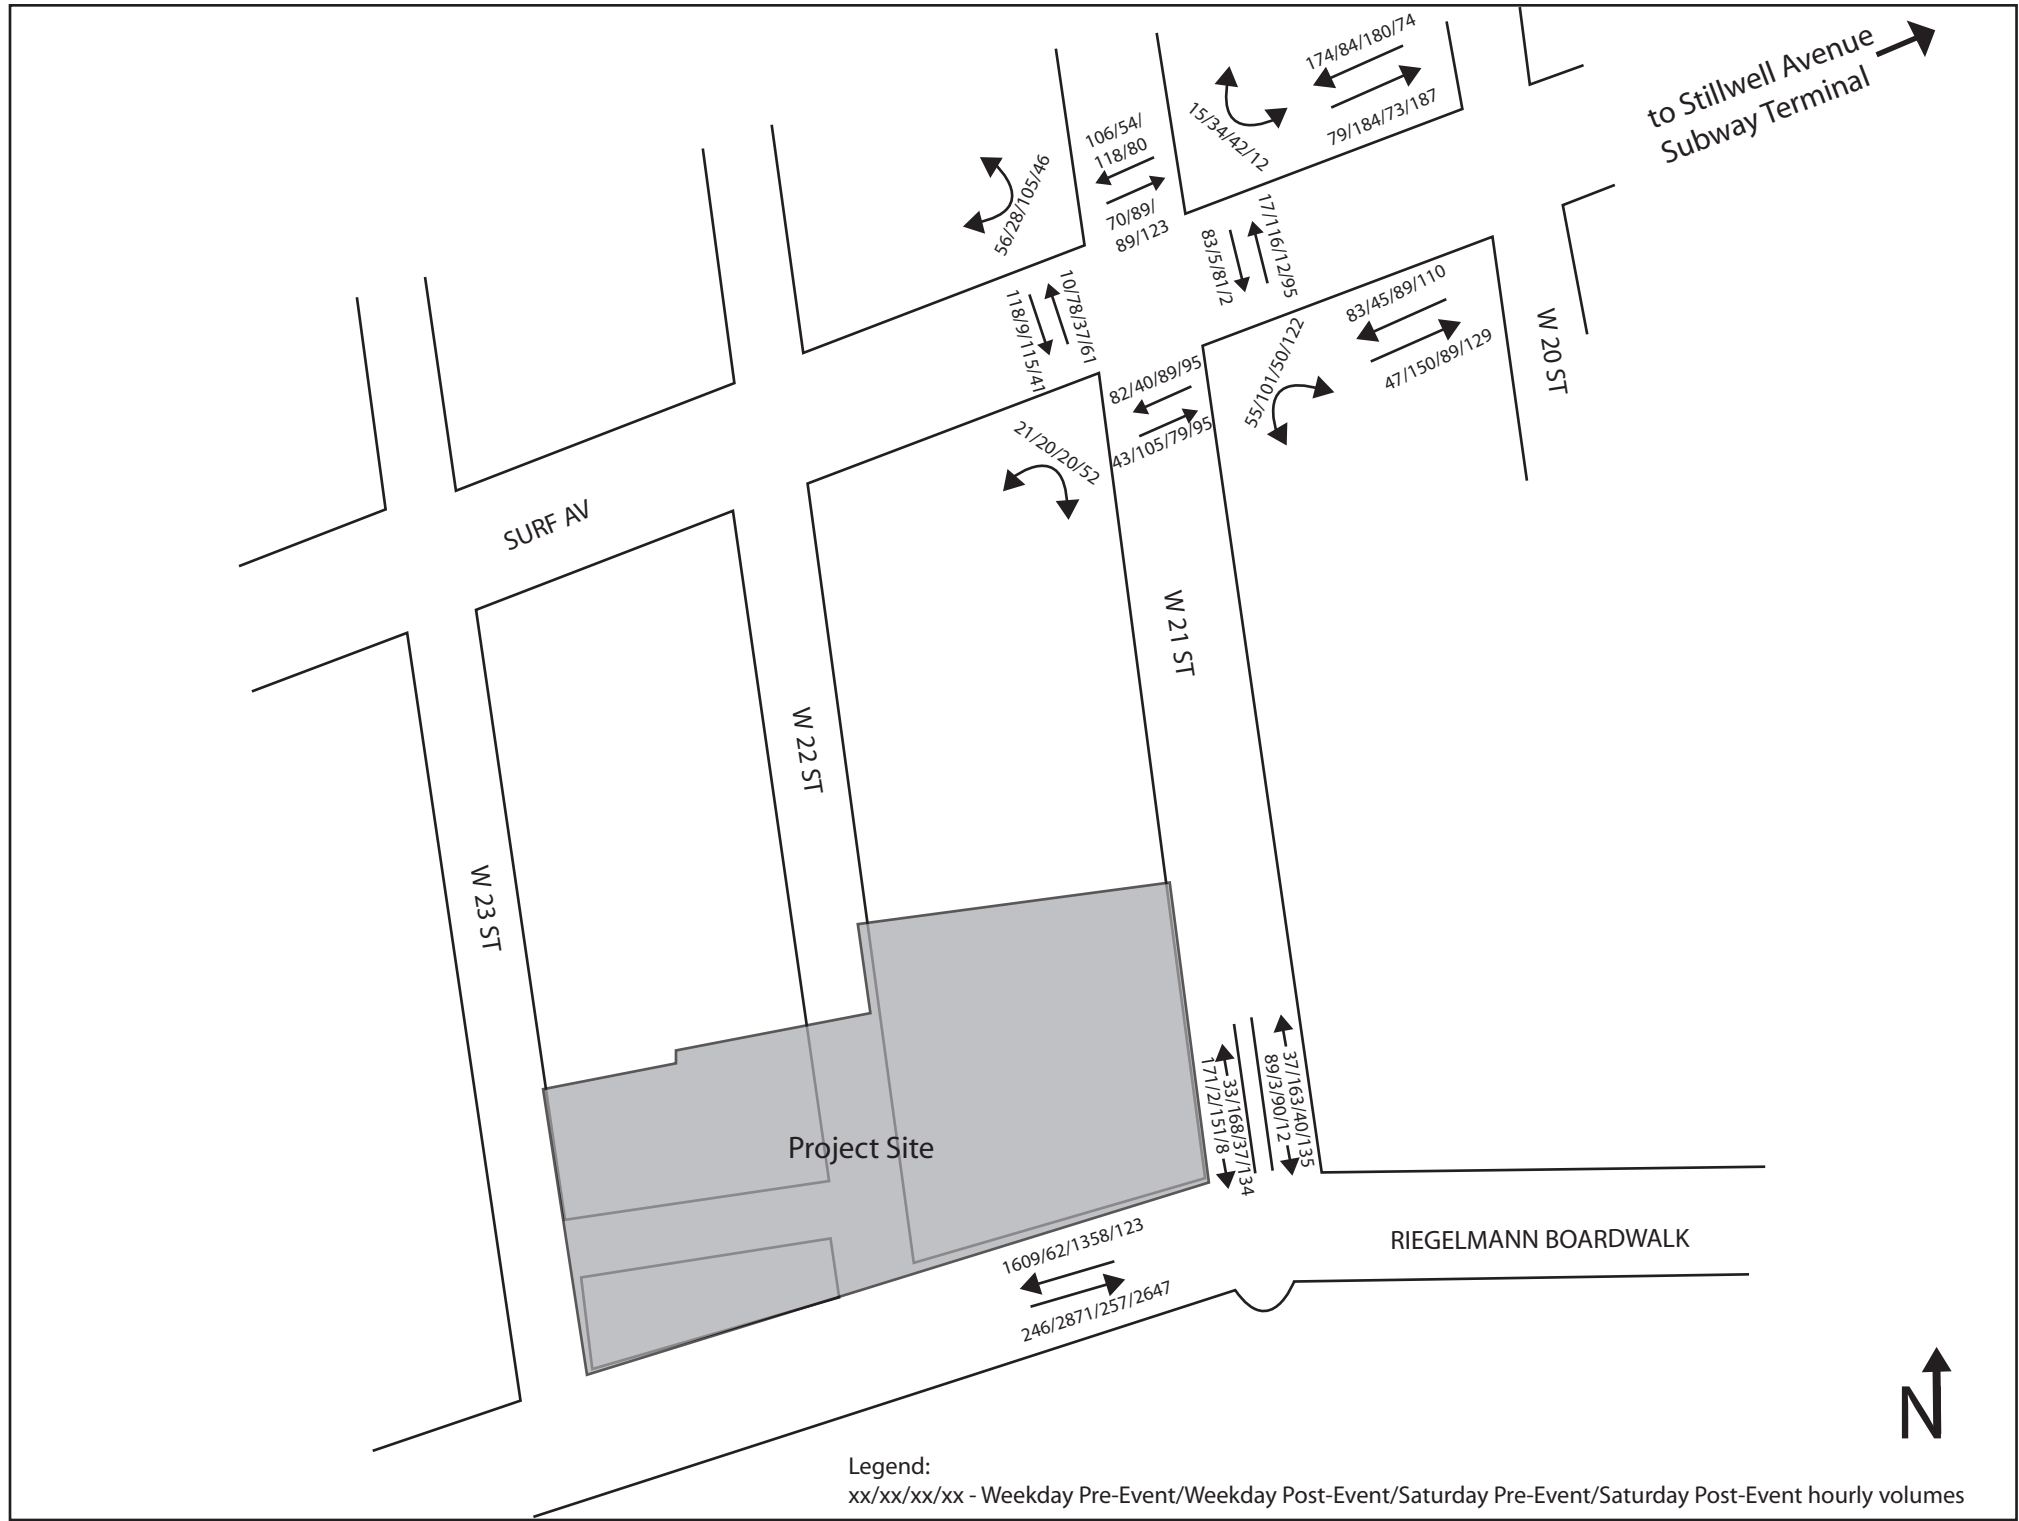 174/84/180/74
79/184/73/187
to Stillwell Avenue
Subway Terminal
15/34/42/12
106/54/
118/80
70/89/
89/123
56/28/105/46
17/116/12/95
83/5/81/2
10/78/37/61
118/9/115/41
83/45/89/110
47/150/89/129
W 20 ST
55/101/50/122
82/40/89/95
43/105/79/95
21/20/20/52
SURF AV
W 21 ST
W 22 ST
W 23 ST
37/163/40/135
89/3/90/12
33/168/37/134
171/2/151/8
Project Site
1609/62/1358/123
246/2871/257/2647
RIEGELMANN BOARDWALK
N
Legend:
xx/xx/xx/xx - Weekday Pre-Event/Weekday Post-Event/Saturday Pre-Event/Saturday Post-Event hourly volumes